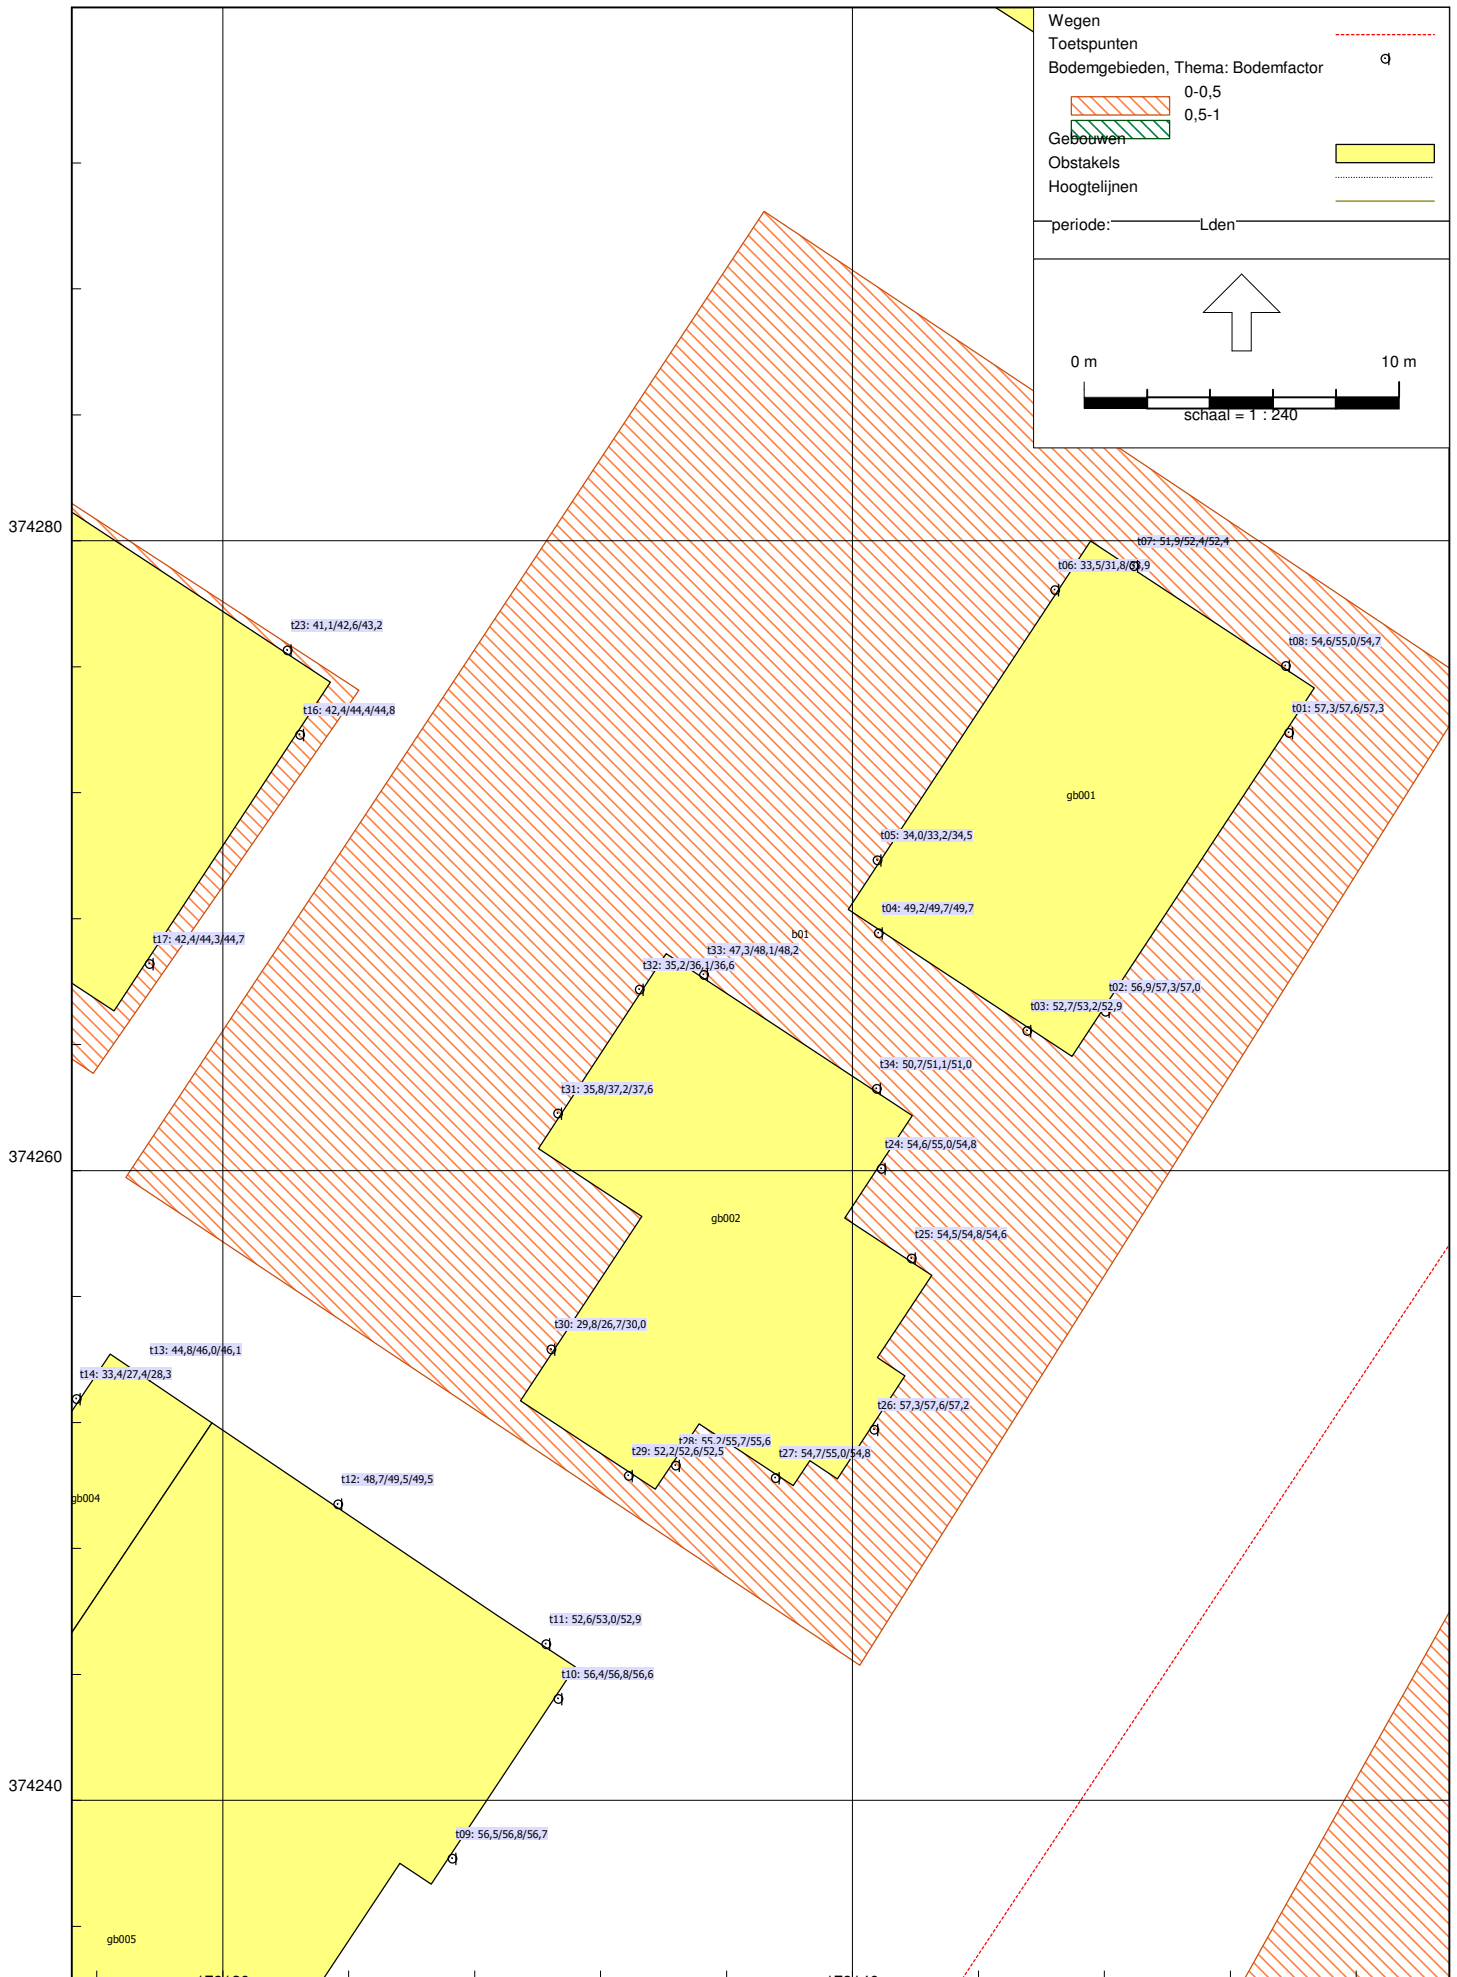 Wegen
Toetspunten
Bodemgebieden, Thema: Bodemfactor
0-0,5
0,5-1
Gebouwen
Obstakels
Hoogtelijnen
periode: Lden
0 m 10 m
schaal = 1 : 240
374280
t07: 51,9/52,4/52,4
t06: 33,5/31,8/33,9
t23: 41,1/42,6/43,2
t08: 54,6/55,0/54,7
t16: 42,4/44,4/44,8
t01: 57,3/57,6/57,3
gb001
t05: 34,0/33,2/34,5
t04: 49,2/49,7/49,7
b01
t17: 42,4/44,3/44,7
t33: 47,3/48,1/48,2
t32: 35,2/36,1/36,6
t02: 56,9/57,3/57,0
t03: 52,7/53,2/52,9
t34: 50,7/51,1/51,0
t31: 35,8/37,2/37,6
t24: 54,6/55,0/54,8
374260
gb002
t25: 54,5/54,8/54,6
t30: 29,8/26,7/30,0
t13: 44,8/46,0/46,1
t14: 33,4/27,4/28,3
t26: 57,3/57,6/57,2
t28: 55,2/55,7/55,6
t29: 52,2/52,6/52,5
t27: 54,7/55,0/54,8
t12: 48,7/49,5/49,5
gb004
t11: 52,6/53,0/52,9
t10: 56,4/56,8/56,6
374240
t09: 56,5/56,8/56,7
gb005